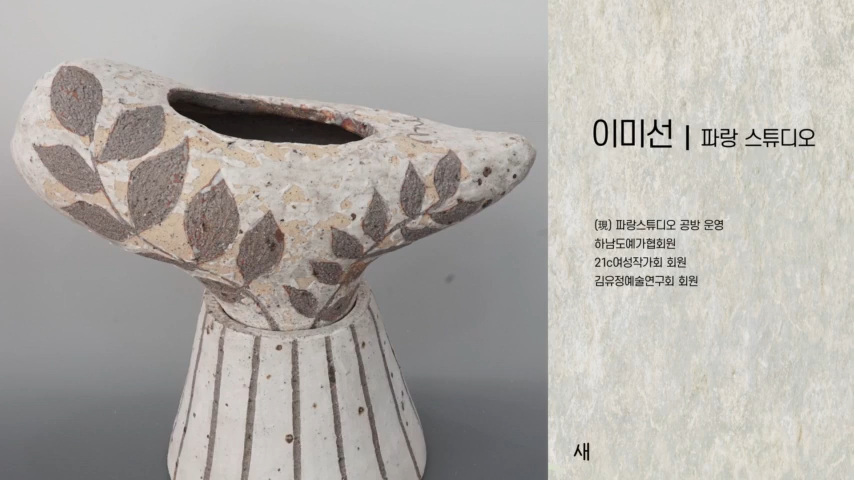 이미선 | 파랑 스튜디오
(現) 파랑스튜디오 공방 운영
하남도예가협회원
21c여성작가회 회원
김유정예술연구회 회원
새